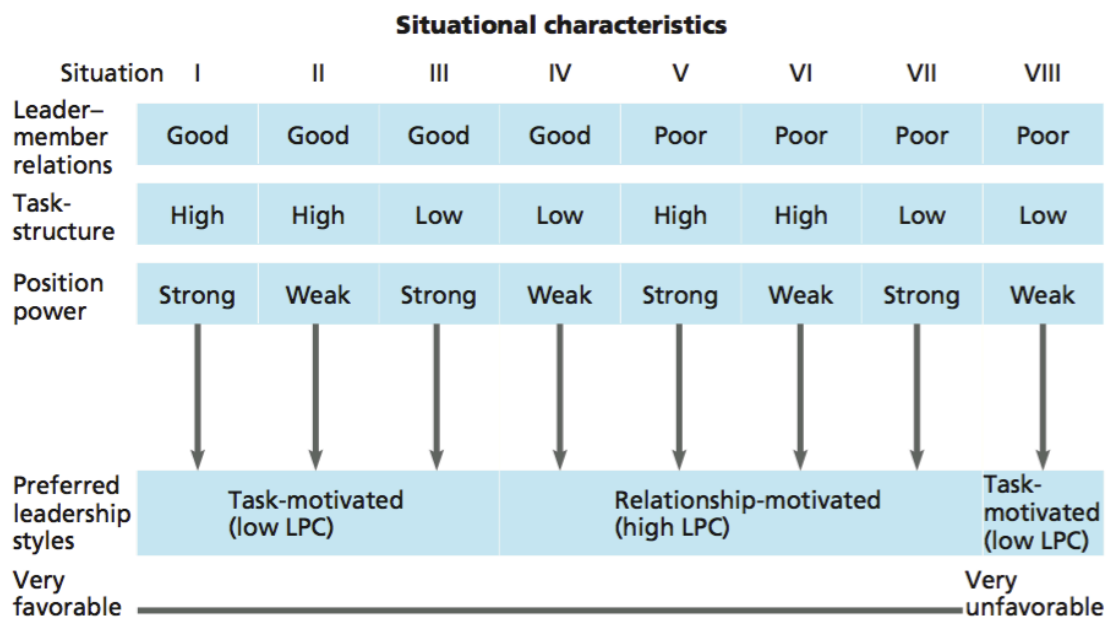 Situational characteristics
Situation I II III IV V VI VII VIII
Leader–
member
relations
Good Good Good Good Poor Poor Poor Poor
Task-
structure
High High Low Low High High Low Low
Position
power
Strong Weak Strong Weak Strong Weak Strong Weak
Preferred
leadership
styles
Task-motivated
(low LPC)
Relationship-motivated
(high LPC)
Task-
motivated
(low LPC)
Very
favorable
Very
unfavorable